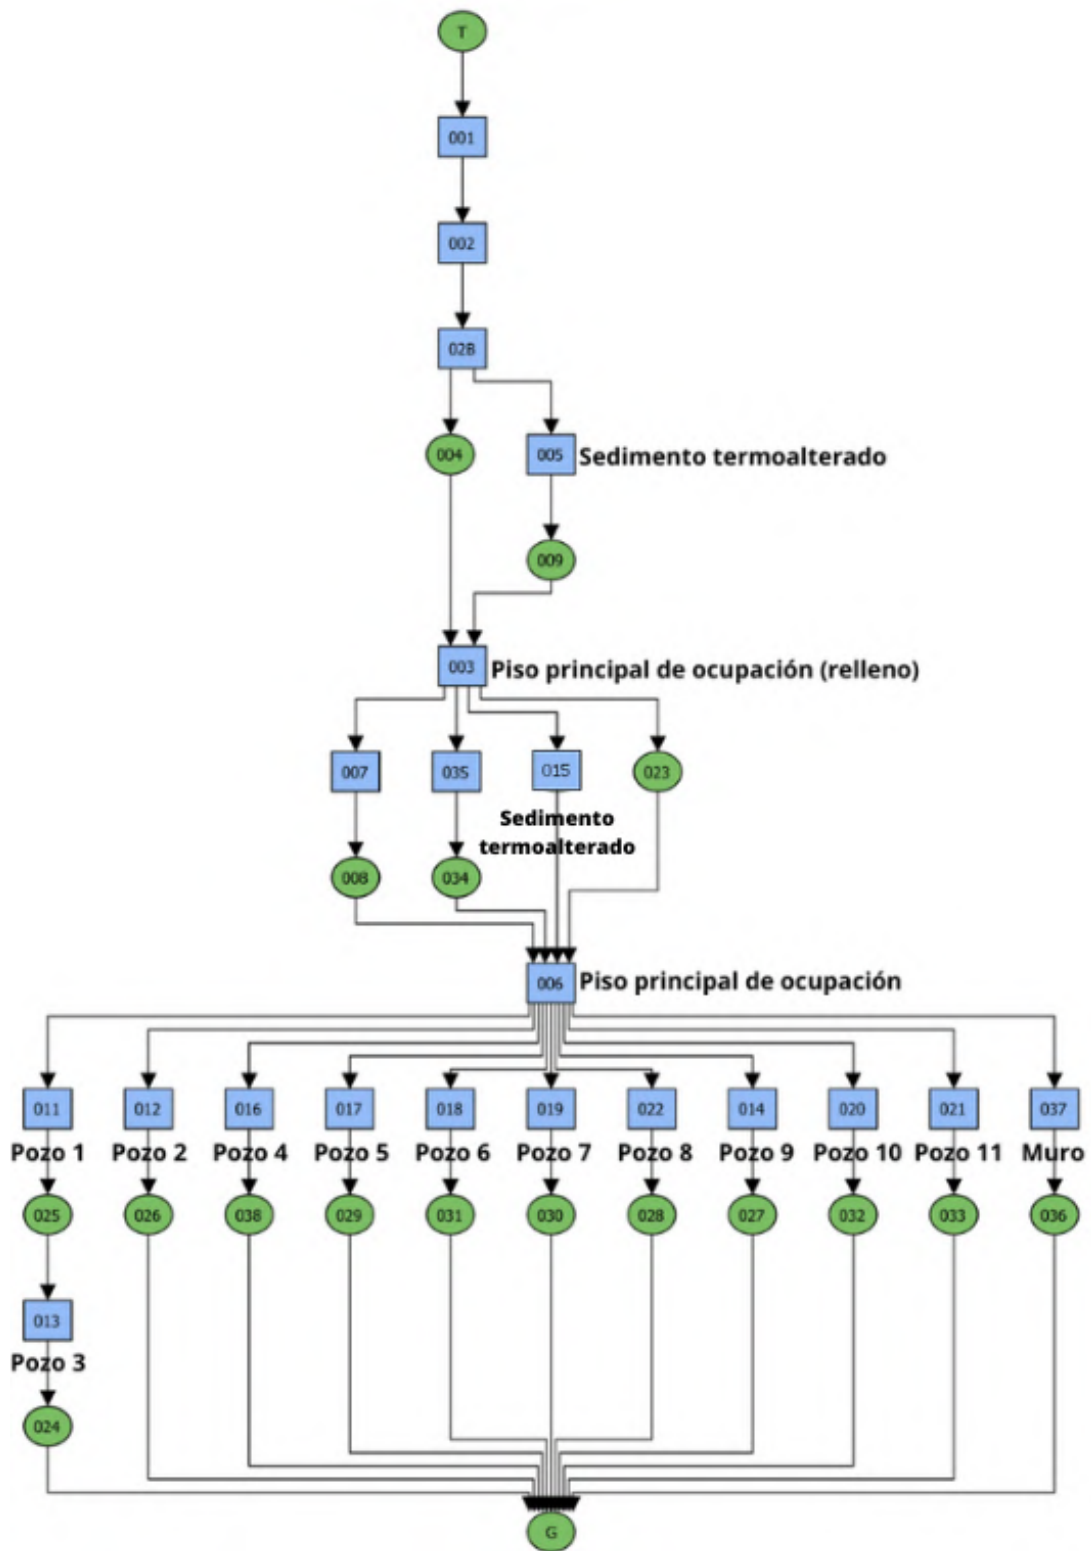 T
001
002
02B
004
005 Sedimento termoalterado
009
003 Piso principal de ocupación (relleno)
007 035 015 023
Sedimento
termoalterado
008 034
006 Piso principal de ocupación
011 012 016 017 018 019 022 014 020 021 037
Pozo 1 Pozo 2 Pozo 4 Pozo 5 Pozo 6 Pozo 7 Pozo 8 Pozo 9 Pozo 10 Pozo 11 Muro
025 026 038 029 031 030 028 027 032 033 036
013
Pozo 3
024
G